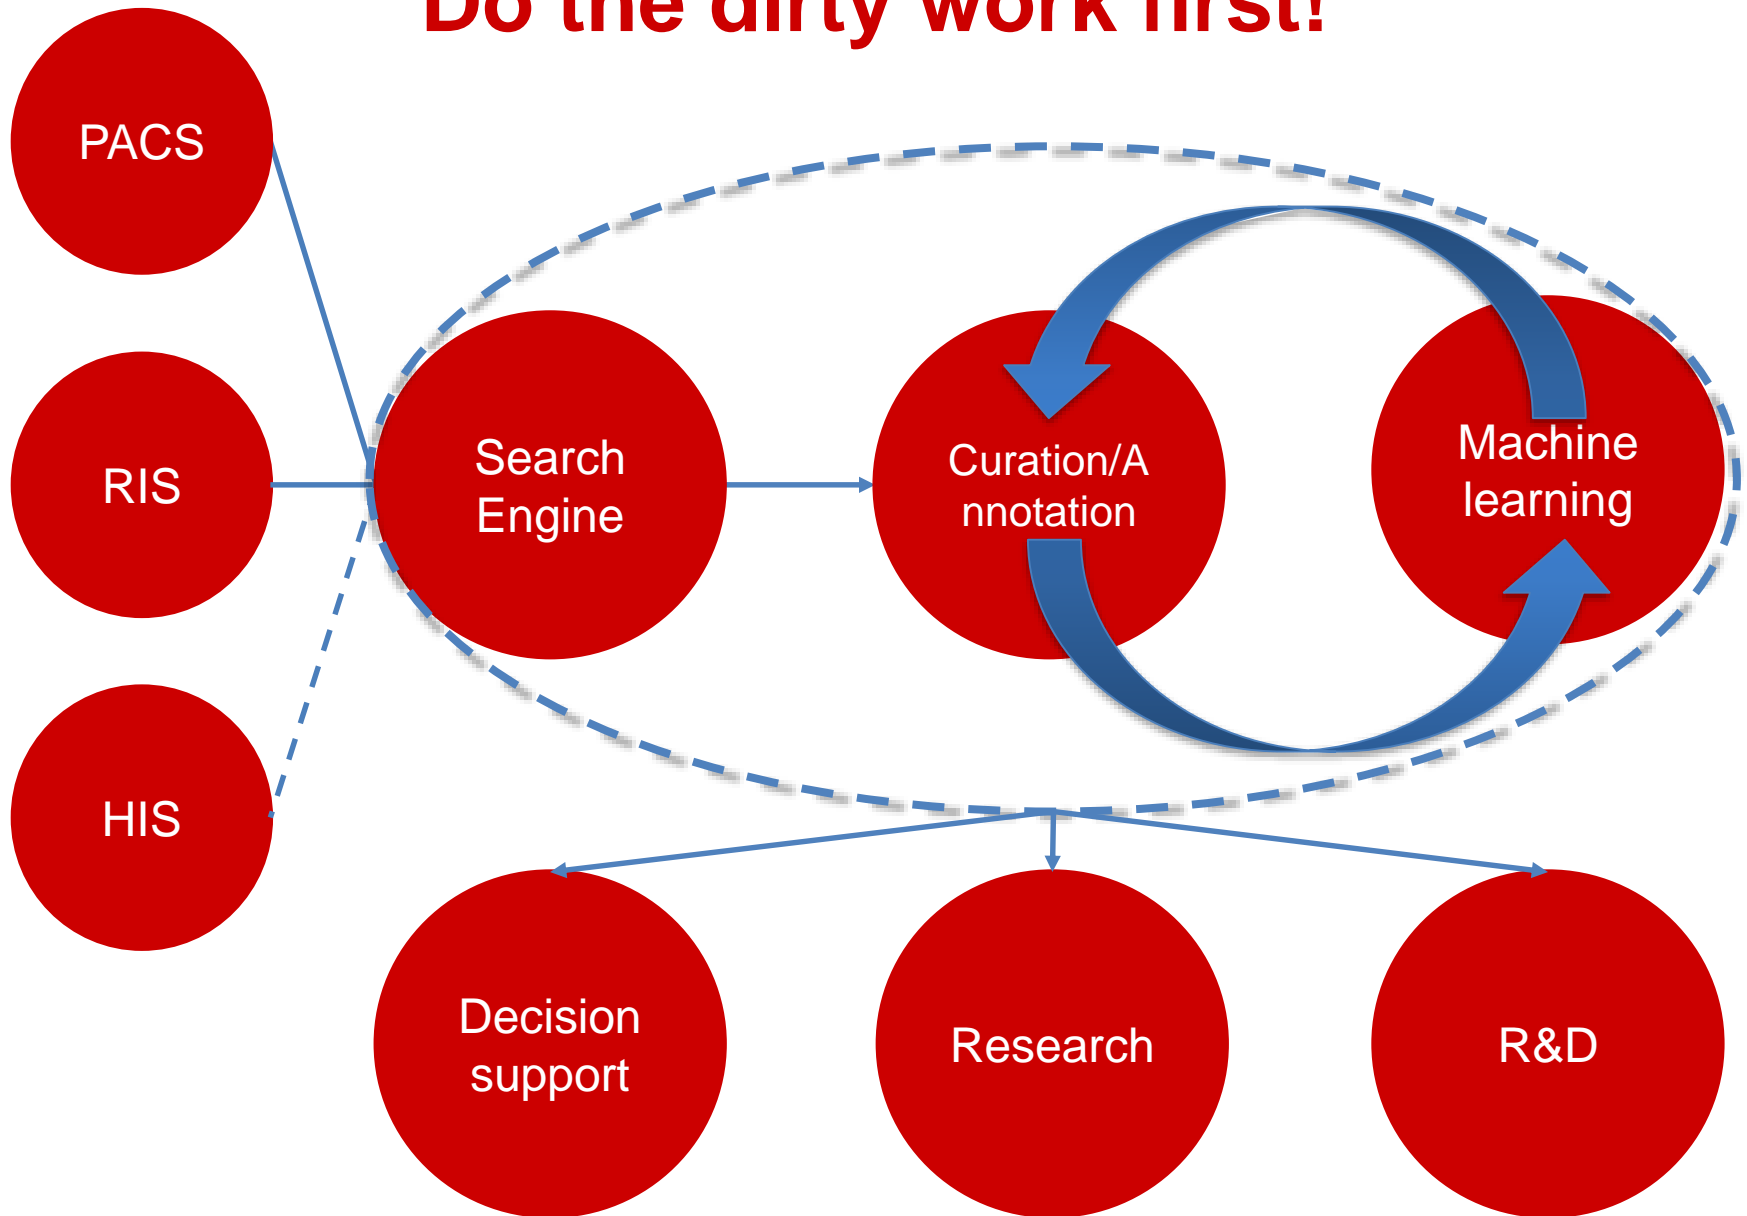 Do the dirty work first!
PACS
RIS
HIS
Search
Engine
Curation/A
nnotation
Machine
learning
Decision
support
Research
R&D